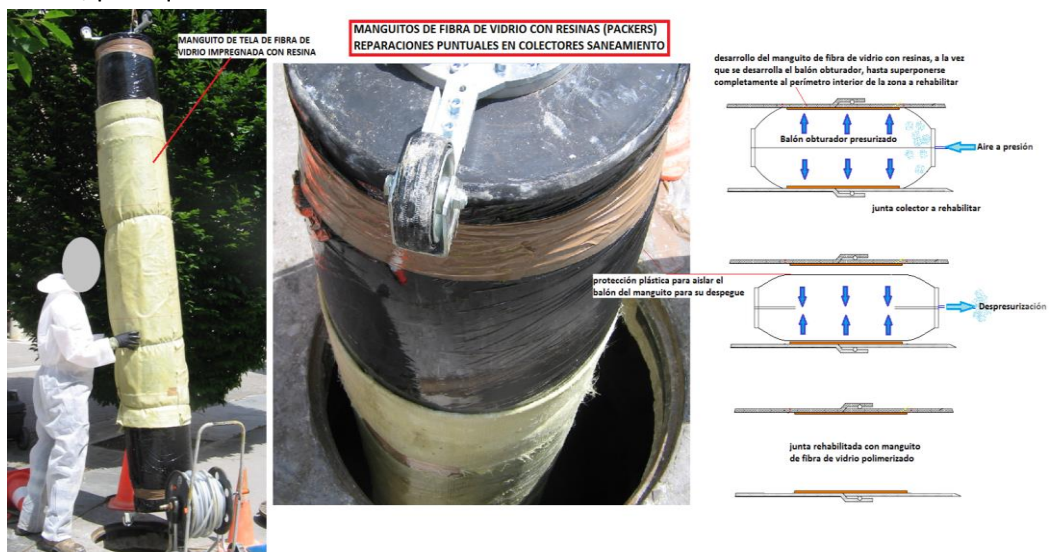 MANGUITO DE TELA DE FIBRA DE
VIDRIO IMPREGNADA CON RESINA
MANGUITOS DE FIBRA DE VIDRIO CON RESINAS (PACKERS)
REPARACIONES PUNTUALES EN COLECTORES SANEAMIENTO
desarrollo del manguito de fibra de vidrio con resinas, a la vez
que se desarrolla el balón obturador, hasta superponerse
completamente al perímetro interior de la zona a rehabilitar
Balón obturador presurizado
Aire a presión
junta colector a rehabilitar
protección plástica para aislar el
balón del manguito para su despegue
Despresurización
junta rehabilitada con manguito
de fibra de vidrio polimerizado